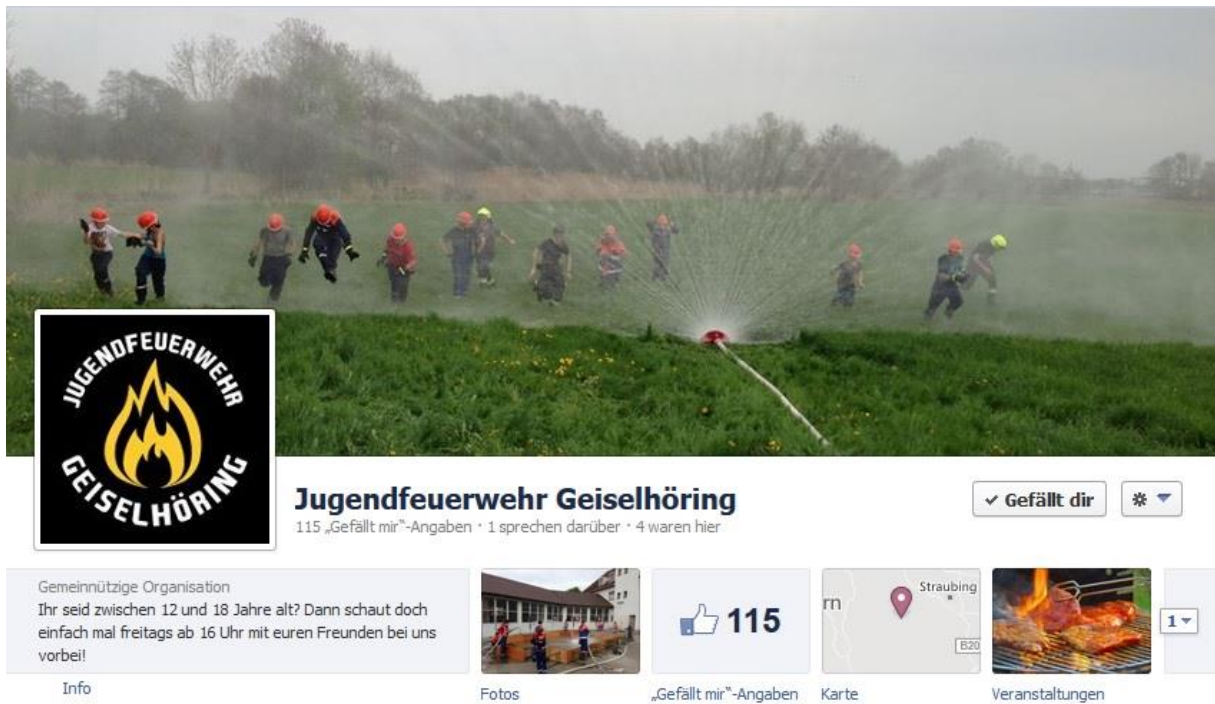 JUGENDFEUERWEHR
GEISELHÖRING
Jugendfeuerwehr Geiselhöring
115 „Gefällt mir“-Angaben · 1 sprechen darüber · 4 waren hier
✓ Gefällt dir
Gemeinnützige Organisation
Ihr seid zwischen 12 und 18 Jahre alt? Dann schaut doch
einfach mal freitags ab 16 Uhr mit euren Freunden bei uns
vorbei!
Info
115
rn
Straubing
B20
1
Fotos
„Gefällt mir“-Angaben
Karte
Veranstaltungen